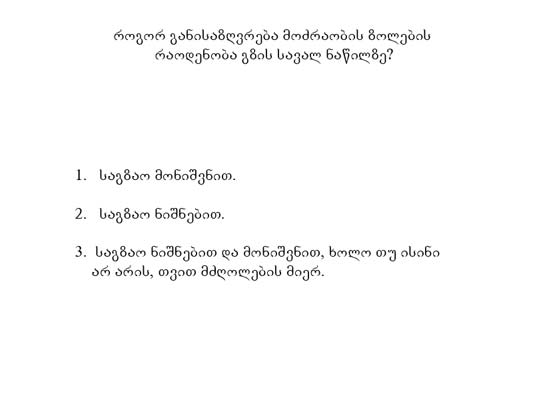 როგორ განისაზღვრება მოძრაობის ზოლების
რაოდენობა გზის სავალ ნაწილზე?
1. საგზაო მონიშვნით.
2. საგზაო ნიშნებით.
3. საგზაო ნიშნებით და მონიშვნით, ხოლო თუ ისინი
არ არის, თვით მძღოლების მიერ.